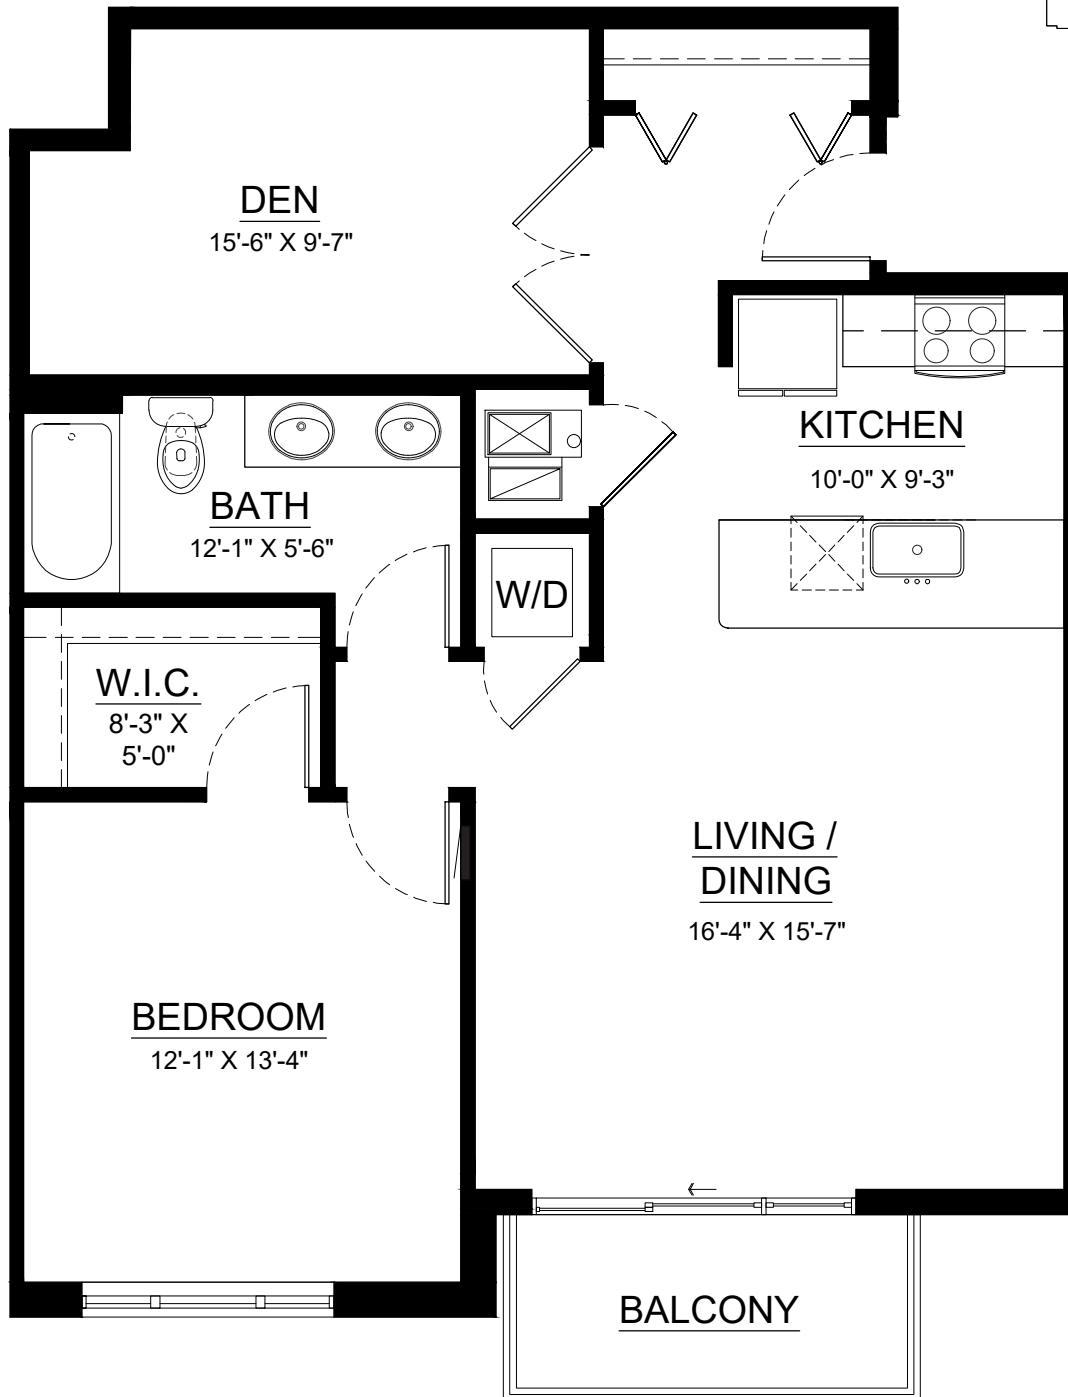 DEN
15'-6" X 9'-7"
KITCHEN
10'-0" X 9'-3"
BATH
12'-1" X 5'-6"
W/D
W.I.C.
8'-3" X
5'-0"
LIVING /
DINING
16'-4" X 15'-7"
BEDROOM
12'-1" X 13'-4"
BALCONY